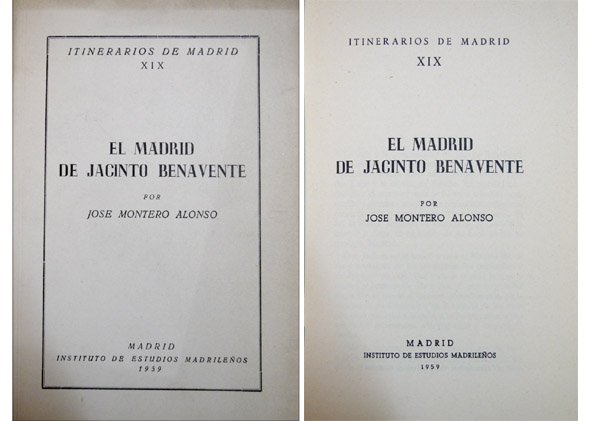 ITINERARIOS DE MADRID
XIX
EL MADRID
DE JACINTO BENAVENTE
POR
JOSE MONTERO ALONSO
MADRID
INSTITUTO DE ESTUDIOS MADRILEÑOS
1959
ITINERARIOS DE MADRID
XIX
EL MADRID
DE JACINTO BENAVENTE
POR
JOSE MONTERO ALONSO
MADRID
INSTITUTO DE ESTUDIOS MADRILEÑOS
1959